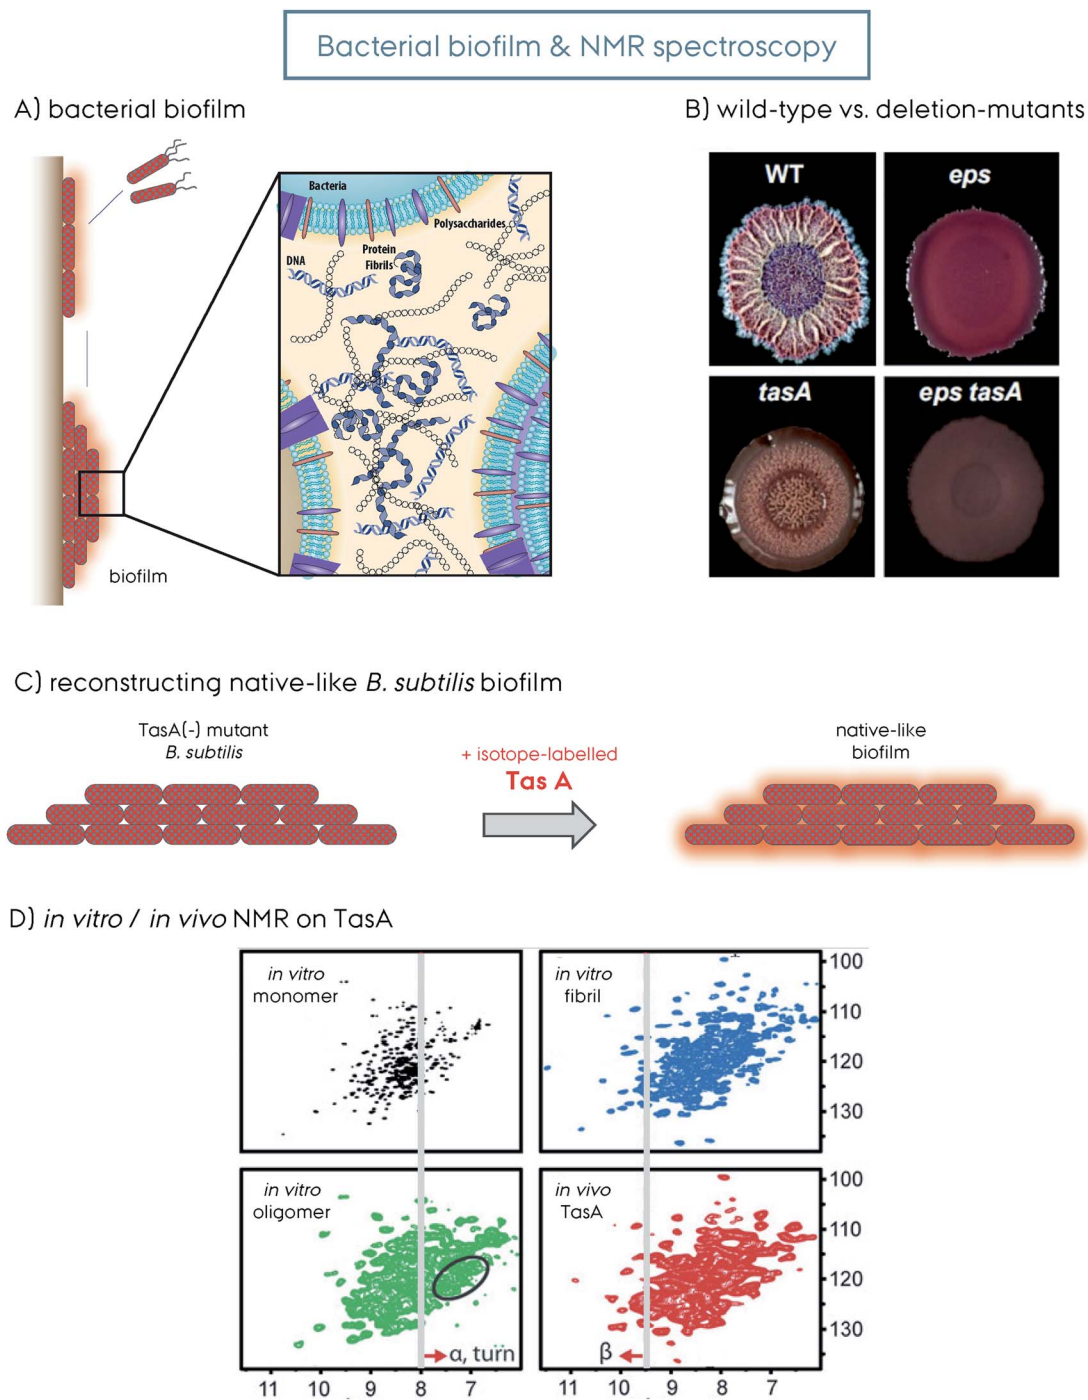 Bacterial biofilm & NMR spectroscopy
A) bacterial biofilm
B) wild-type vs. deletion-mutants
Bacteria
Polysaccharides
Protein
Fibrils
DNA
biofilm
WT
eps
tasA
eps tasA
C) reconstructing native-like B. subtilis biofilm
TasA(-) mutant
B. subtilis
+ isotope-labelled
Tas A
native-like
biofilm
D) in vitro / in vivo NMR on TasA
in vitro
monomer
in vitro
fibril
100
110
120
130
in vitro
oligomer
α, turn
in vivo
TasA
β
100
110
120
130
11 10 9 8 7
11 10 9 8 7